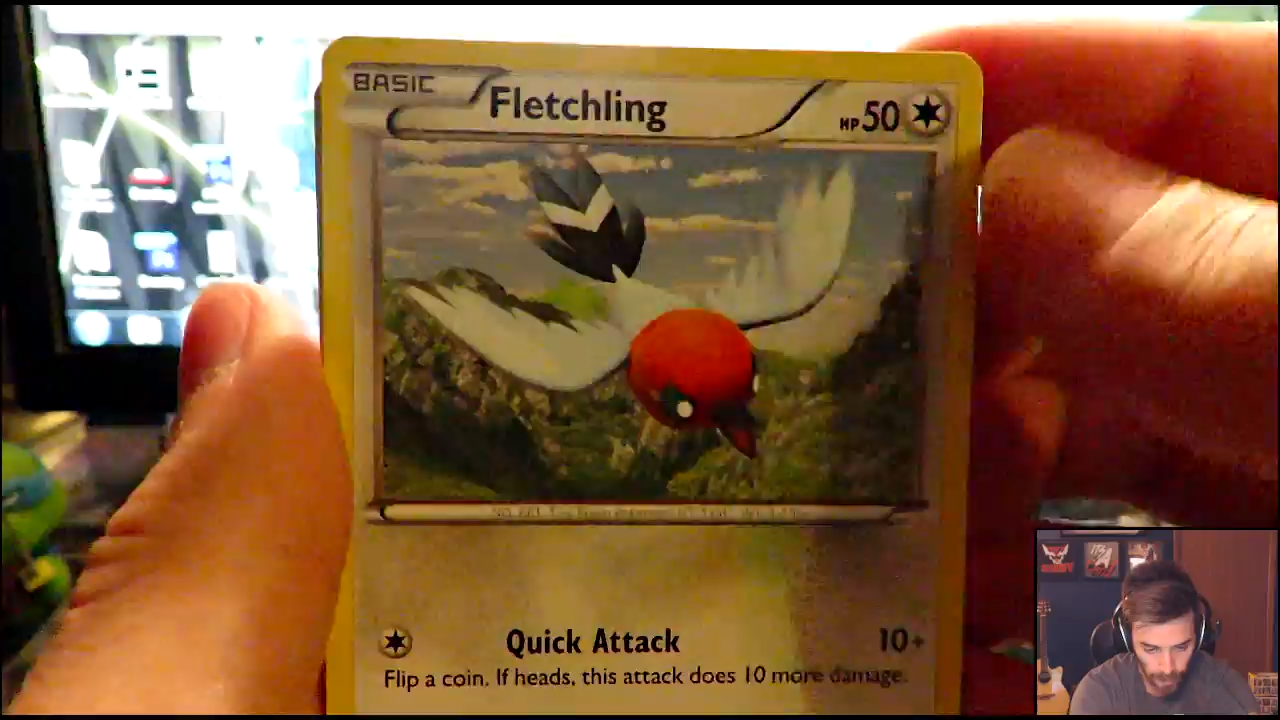 BASIC
Fletchling
HP50
Quick Attack 10+
Flip a coin. If heads, this attack does 10 more damage.